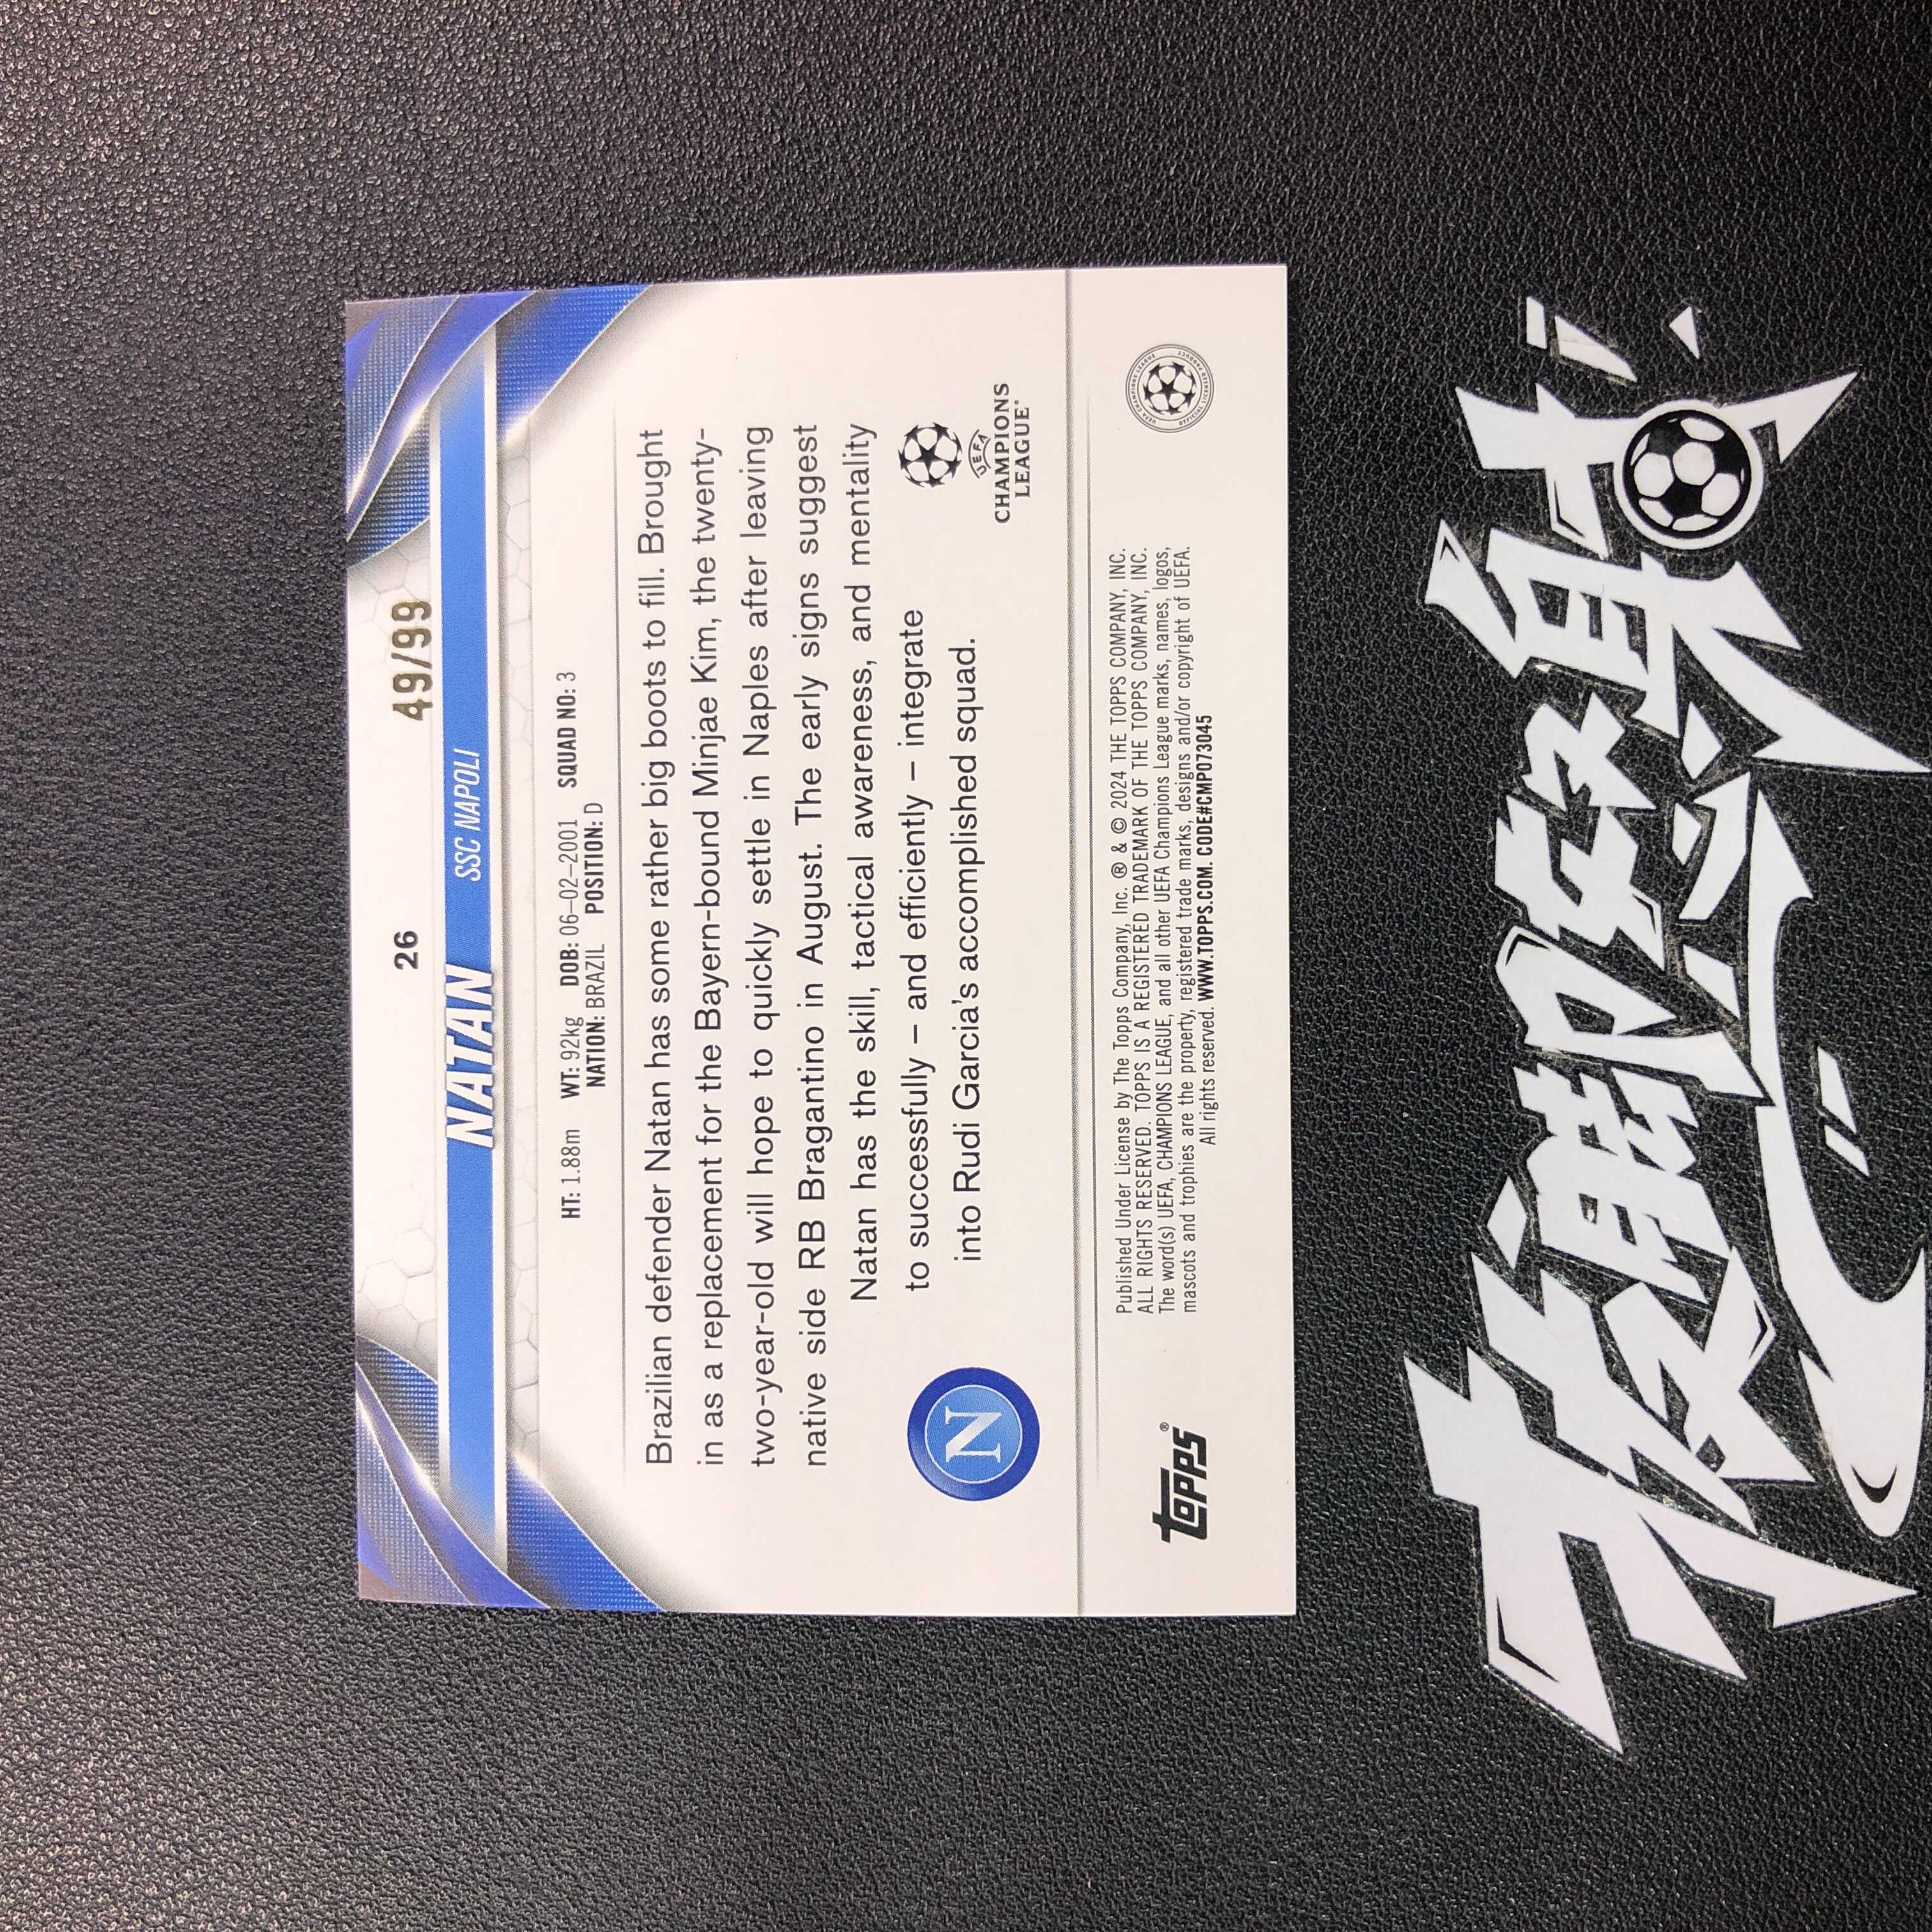 26
49/99
NATAN SSC NAPOLI
HT: 1.88m WT: 92kg DOB: 06–02–2001 SQUAD NO: 3
NATION: BRAZIL POSITION: D
Brazilian defender Natan has some rather big boots to fill. Brought
in as a replacement for the Bayern-bound Minjae Kim, the twenty-
two-year-old will hope to quickly settle in Naples after leaving
native side RB Bragantino in August. The early signs suggest
Natan has the skill, tactical awareness, and mentality
to successfully – and efficiently – integrate
into Rudi Garcia's accomplished squad.
N
UEFA
CHAMPIONS
LEAGUE®
topps®
Published Under License by The Topps Company, Inc. ® & © 2024 THE TOPPS COMPANY, INC.
ALL RIGHTS RESERVED. TOPPS IS A REGISTERED TRADEMARK OF THE TOPPS COMPANY, INC.
The word(s) UEFA, CHAMPIONS LEAGUE, and all other UEFA Champions League marks, names, logos,
mascots and trophies are the property, registered trade marks, designs and/or copyright of UEFA.
All rights reserved. WWW.TOPPS.COM. CODE#CMP073045